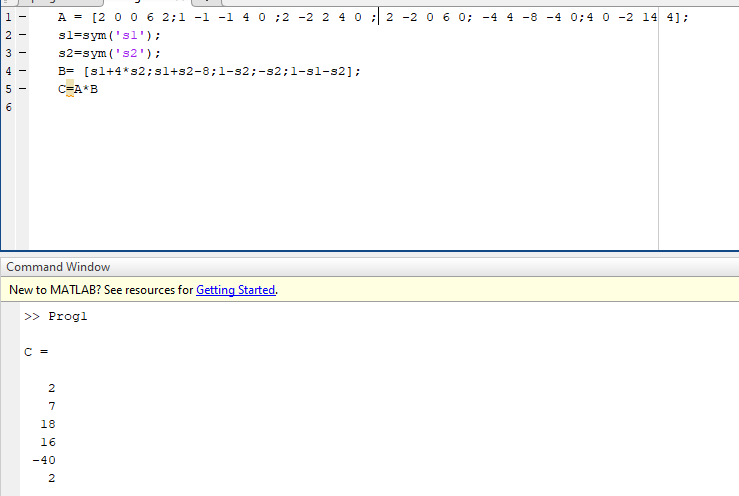 1 - A = [2 0 0 6 2;1 -1 -1 4 0 ;2 -2 2 4 0 ; 2 -2 0 6 0; -4 4 -8 -4 0;4 0 -2 14 4];
2 - s1=sym('s1');
3 - s2=sym('s2');
4 - B= [s1+4*s2;s1+s2-8;1-s2;-s2;1-s1-s2];
5 - C=A*B
6
Command Window
New to MATLAB? See resources for Getting Started.
>> Prog1
C =
2
7
18
16
-40
2